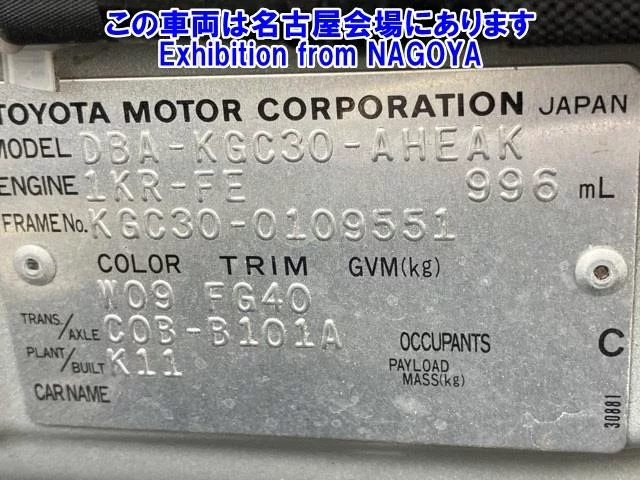 この車両は名古屋会場にあります
Exhibition from NAGOYA
TOYOTA MOTOR CORPORATION JAPAN
MODEL DBA-KGC30-AHEAK
ENGINE 1KR-FE 996 mL
FRAME No. KGC30-0109551
COLOR TRIM GVM(kg)
W09 FG40
TRANS./AXLE C0B-B101A OCCUPANTS C
PLANT/BUILT K11 PAYLOAD MASS(kg)
CAR NAME
30881